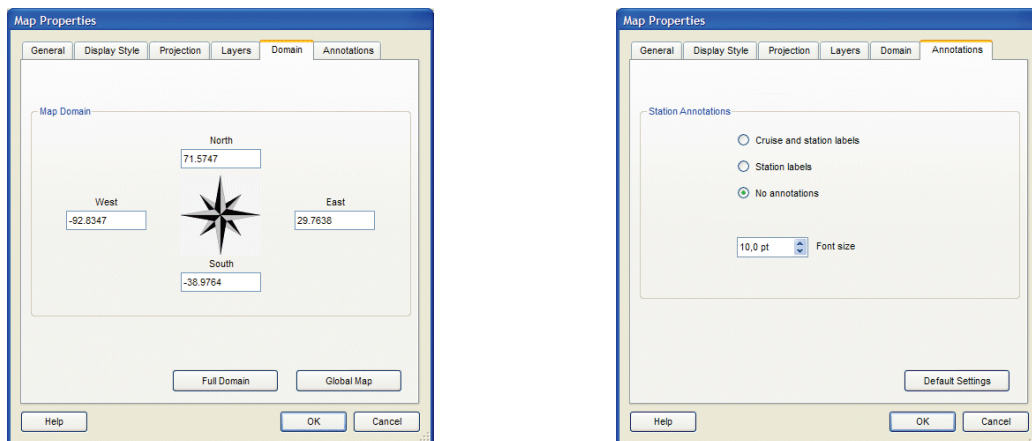 Map Properties
General Display Style Projection Layers Domain Annotations
Map Domain
North
71.5747
West East
-92.8347 29.7638
South
-38.9764
Full Domain Global Map
Help OK Cancel
Map Properties
General Display Style Projection Layers Domain Annotations
Station Annotations
Cruise and station labels
Station labels
No annotations
10,0 pt Font size
Default Settings
Help OK Cancel